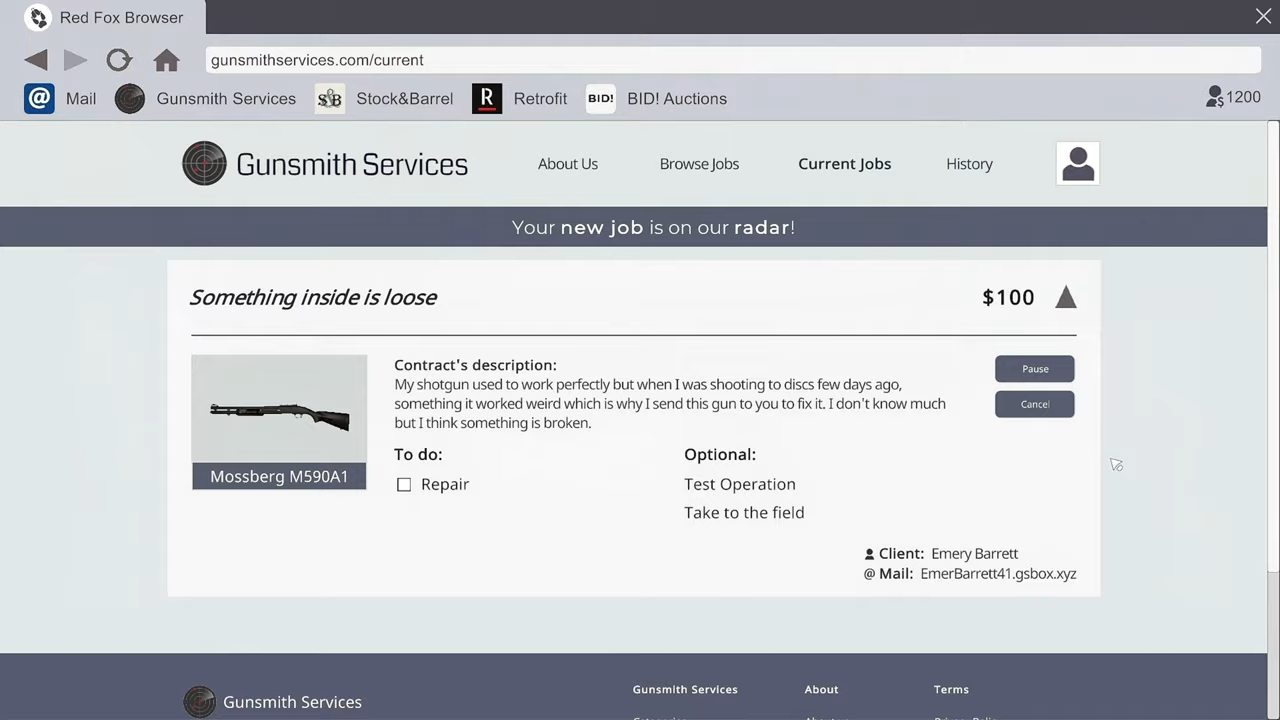 Red Fox Browser
gunsmithservices.com/current
@ Mail Gunsmith Services S&B Stock&Barrel R Retrofit BID! BID! Auctions $ 1200
Gunsmith Services About Us Browse Jobs Current Jobs History
Your new job is on our radar!
Something inside is loose $100
Contract's description:
My shotgun used to work perfectly but when I was shooting to discs few days ago,
something it worked weird which is why I send this gun to you to fix it. I don't know much
but I think something is broken.
Pause
Cancel
Mossberg M590A1
To do:
Repair
Optional:
Test Operation
Take to the field
Client: Emery Barrett
@ Mail: EmerBarrett41.gsbox.xyz
Gunsmith Services
Gunsmith Services About Terms